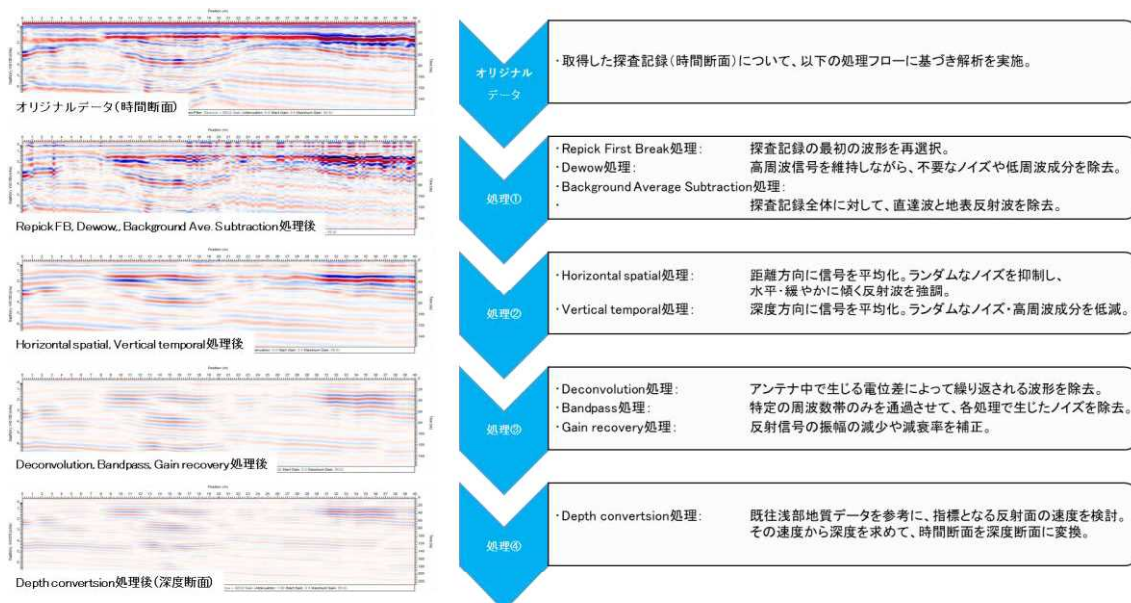 オリジナルデータ(時間断面)
Repick FB, Dewow,, Background Ave. Subtraction処理後
Horizontal spatial, Vertical temporal処理後
Deconvolution, Bandpass, Gain recovery処理後
Depth convertsion処理後(深度断面)
オリジナル
データ
・取得した探査記録(時間断面)について、以下の処理フローに基づき解析を実施。
処理①
・Repick First Break処理: 探査記録の最初の波形を再選択。
・Dewow処理: 高周波信号を維持しながら、不要なノイズや低周波成分を除去。
・Background Average Subtraction処理:
探査記録全体に対して、直達波と地表反射波を除去。
処理②
・Horizontal spatial処理: 距離方向に信号を平均化。ランダムなノイズを抑制し、
水平・緩やかに傾く反射波を強調。
・Vertical temporal処理: 深度方向に信号を平均化。ランダムなノイズ・高周波成分を低減。
処理③
・Deconvolution処理: アンテナ中で生じる電位差によって繰り返される波形を除去。
・Bandpass処理: 特定の周波数帯のみを通過させて、各処理で生じたノイズを除去。
・Gain recovery処理: 反射信号の振幅の減少や減衰率を補正。
処理④
・Depth convertsion処理: 既往浅部地質データを参考に、指標となる反射面の速度を検討。
その速度から深度を求めて、時間断面を深度断面に変換。